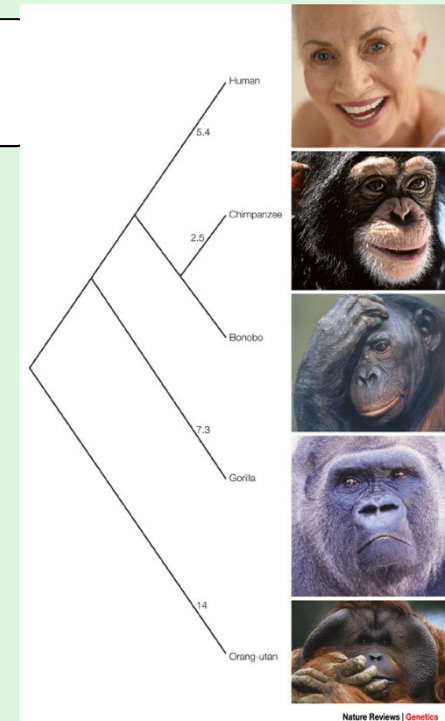 Human
5.4
Chimpanzee
2.5
Bonobo
7.3
Gorilla
14
Orang-utan
Nature Reviews | Genetics